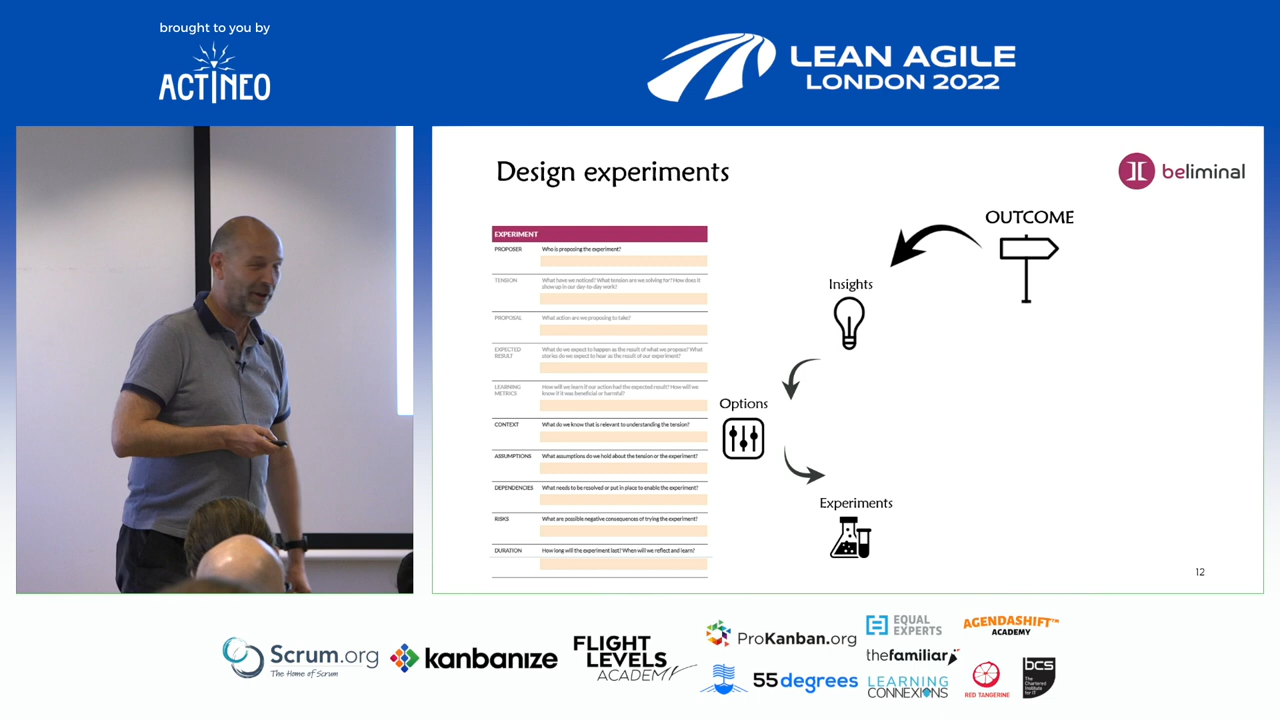 brought to you by
ACTINEO
LEAN AGILE
LONDON 2022
Design experiments
beliminal
EXPERIMENT
PROPOSER
Who is proposing the experiment?
TENSION
What have we noticed? What tension are we solving for? How does it
show up in our day-to-day work?
PROPOSAL
What action are we proposing to take?
EXPECTED
RESULT
What do we expect to happen as the result of what we propose? What
stories do we expect to hear as the result of our experiment?
LEARNING
METRICS
How will we learn if our action had the expected result? How will we
know if it was beneficial or harmful?
CONTEXT
What do we know that is relevant to understanding the tension?
ASSUMPTIONS
What assumptions do we hold about the tension or the experiment?
DEPENDENCIES
What needs to be resolved or put in place to enable the experiment?
RISKS
What are possible negative consequences of trying the experiment?
DURATION
How long will the experiment last? When will we reflect and learn?
OUTCOME
Insights
Options
Experiments
12
Scrum.org
The Home of Scrum
kanbanize
FLIGHT
LEVELS
ACADEMY
ProKanban.org
55degrees
EQUAL
EXPERTS
thefamiliar
LEARNING
CONNEXIONS
AGENDASHIFT™
ACADEMY
RED TANGERINE
bcs
The
Chartered
Institute
for IT